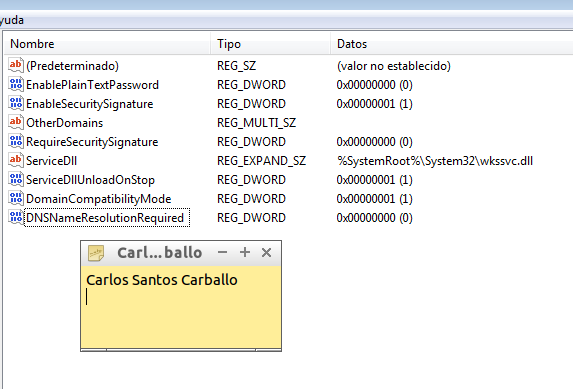 yuda
Nombre Tipo Datos
(Predeterminado) REG_SZ (valor no establecido)
EnablePlainTextPassword REG_DWORD 0x00000000 (0)
EnableSecuritySignature REG_DWORD 0x00000001 (1)
OtherDomains REG_MULTI_SZ
RequireSecuritySignature REG_DWORD 0x00000000 (0)
ServiceDll REG_EXPAND_SZ %SystemRoot%\System32\wkssvc.dll
ServiceDllUnloadOnStop REG_DWORD 0x00000001 (1)
DomainCompatibilityMode REG_DWORD 0x00000001 (1)
DNSNameResolutionRequired REG_DWORD 0x00000000 (0)
Carl...ballo
Carlos Santos Carballo